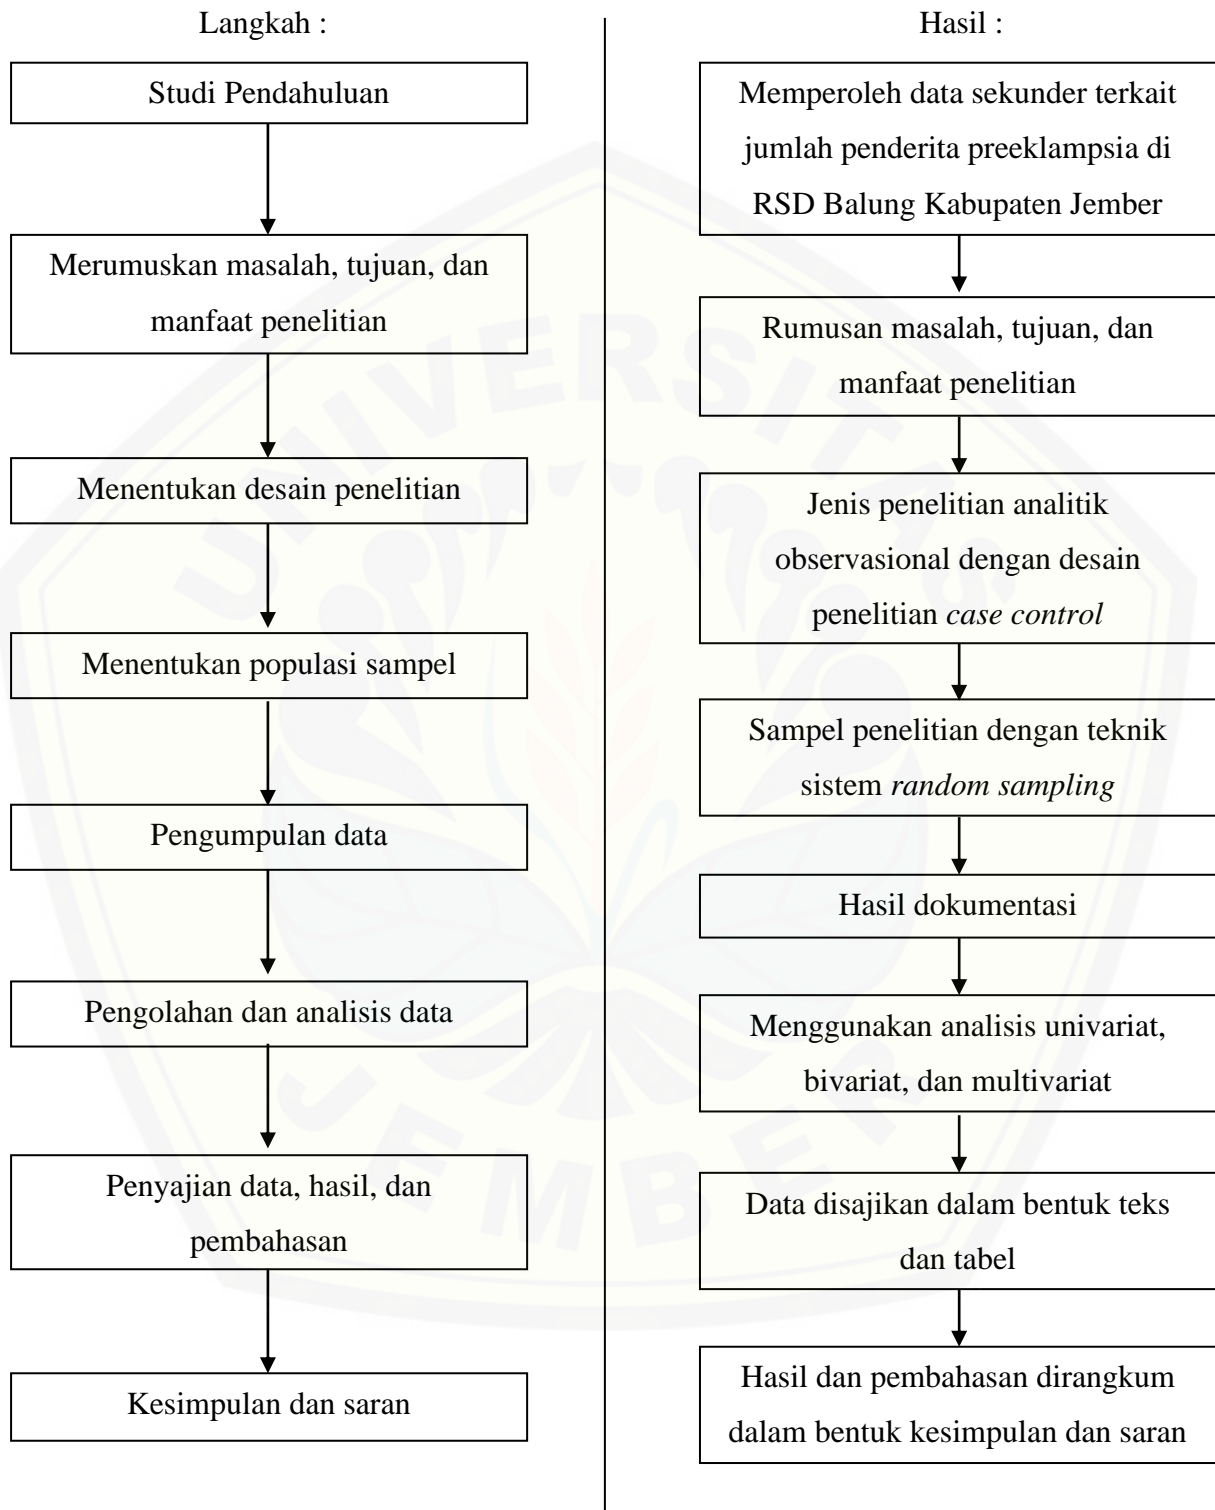 Langkah :
Studi Pendahuluan
Merumuskan masalah, tujuan, dan
manfaat penelitian
Menentukan desain penelitian
Menentukan populasi sampel
Pengumpulan data
Pengolahan dan analisis data
Penyajian data, hasil, dan
pembahasan
Kesimpulan dan saran
Hasil :
Memperoleh data sekunder terkait
jumlah penderita preeklampsia di
RSD Balung Kabupaten Jember
Rumusan masalah, tujuan, dan
manfaat penelitian
Jenis penelitian analitik
observasional dengan desain
penelitian case control
Sampel penelitian dengan teknik
sistem random sampling
Hasil dokumentasi
Menggunakan analisis univariat,
bivariat, dan multivariat
Data disajikan dalam bentuk teks
dan tabel
Hasil dan pembahasan dirangkum
dalam bentuk kesimpulan dan saran
UNIVERSITAS
JEMBER